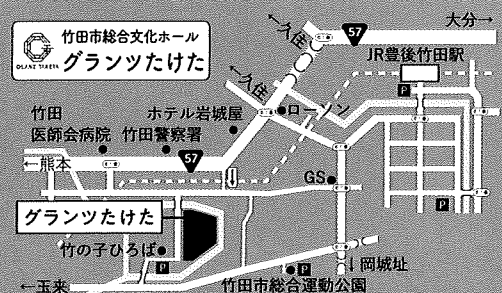 竹田市総合文化ホール
グランツたけた
GLANZ TAKETA
←久住
57
大分→
JR豊後竹田駅
P
←久住
ローソン
竹田
医師会病院
竹田警察署
ホテル岩城屋
←熊本
57
GS
P
グランツたけた
竹の子ひろば
P
竹田市総合運動公園
P
↓岡城址
←玉来